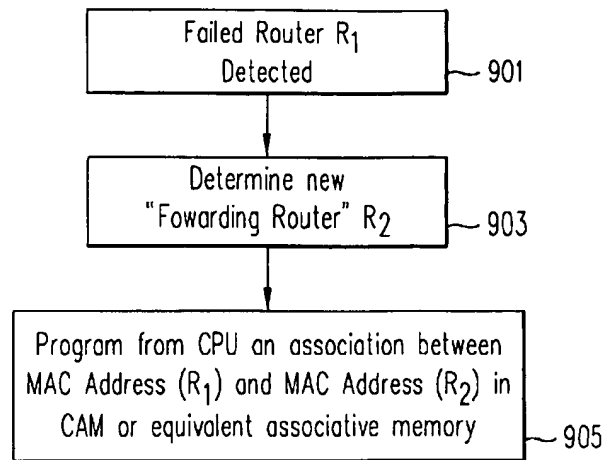 Failed Router R1
Detected
901
Determine new
"Fowarding Router" R2
903
Program from CPU an association between
MAC Address (R1) and MAC Address (R2) in
CAM or equivalent associative memory
905